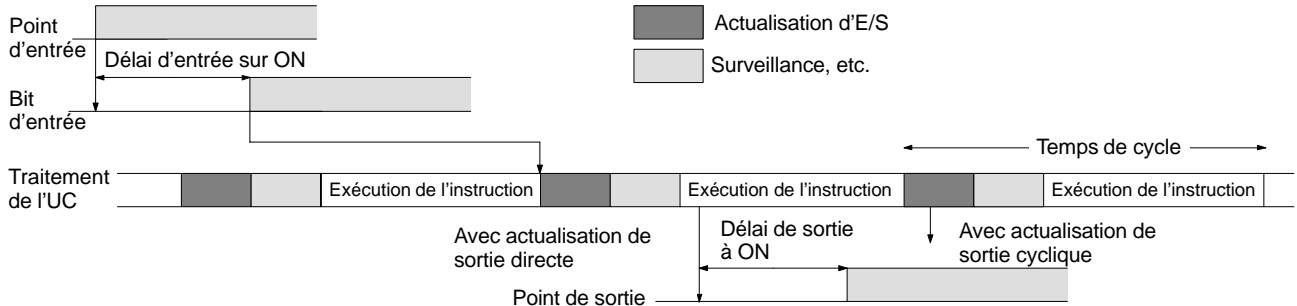 Point
d’entrée
Actualisation d’E/S
Délai d’entrée sur ON
Surveillance, etc.
Bit
d’entrée
Temps de cycle
Traitement
de l’UC
Exécution de l’instruction
Exécution de l’instruction
Exécution de l’instruction
Avec actualisation de
sortie directe
Délai de sortie
à ON
Avec actualisation de
sortie cyclique
Point de sortie